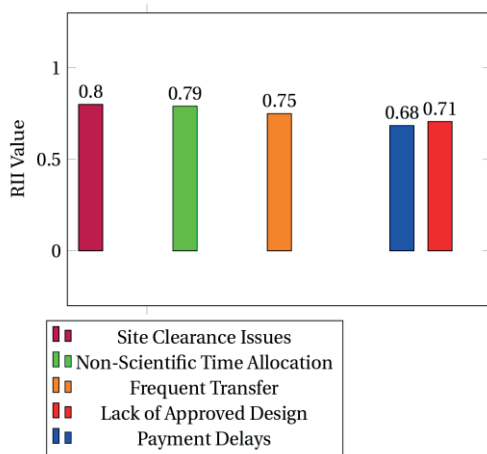 1
0.8
0.79
0.75
0.68
0.71
0.5
0
RII Value
Site Clearance Issues
Non-Scientific Time Allocation
Frequent Transfer
Lack of Approved Design
Payment Delays